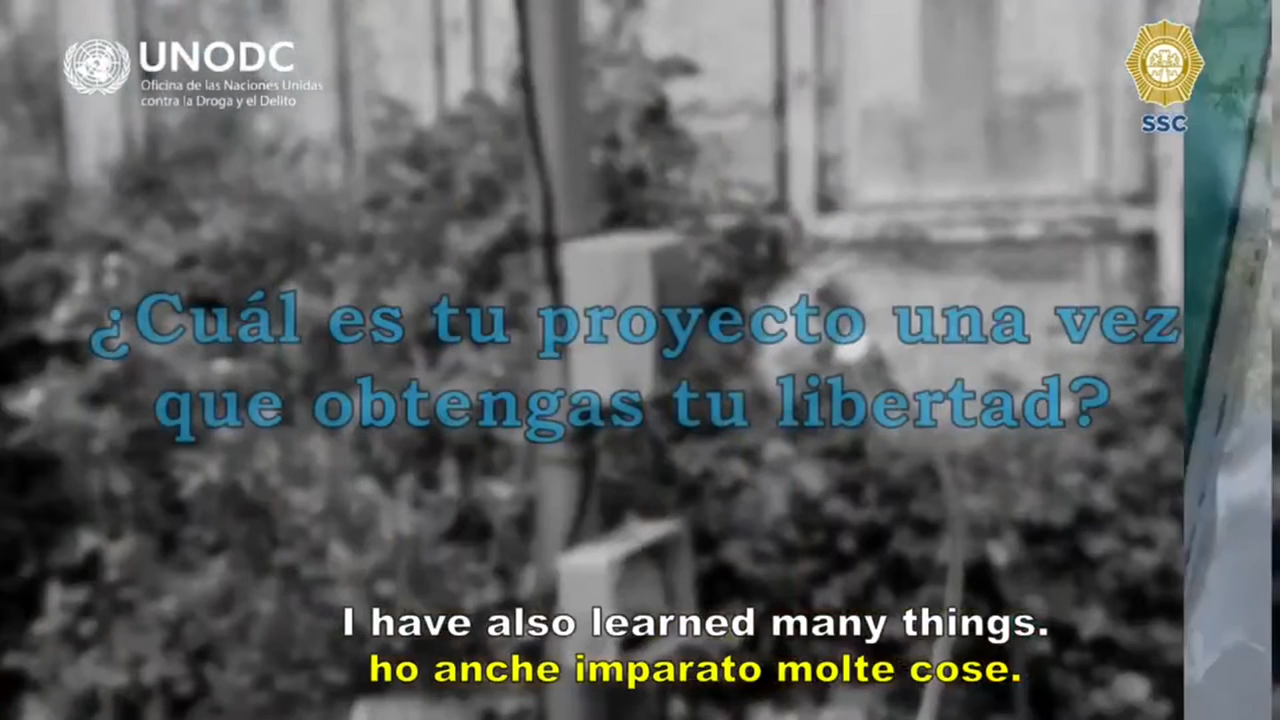 UNODC
Oficina de las Naciones Unidas
contra la Droga y el Delito
SSC
¿Cuál es tu proyecto una vez
que obtengas tu libertad?
I have also learned many things.
ho anche imparato molte cose.